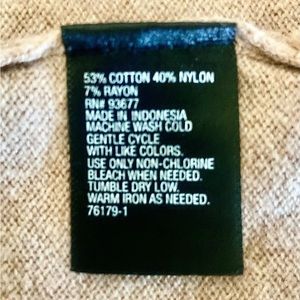 53% COTTON 40% NYLON
7% RAYON
RN# 93677
MADE IN INDONESIA
MACHINE WASH COLD
GENTLE CYCLE
WITH LIKE COLORS.
USE ONLY NON-CHLORINE
BLEACH WHEN NEEDED.
TUMBLE DRY LOW.
WARM IRON AS NEEDED.
76179-1